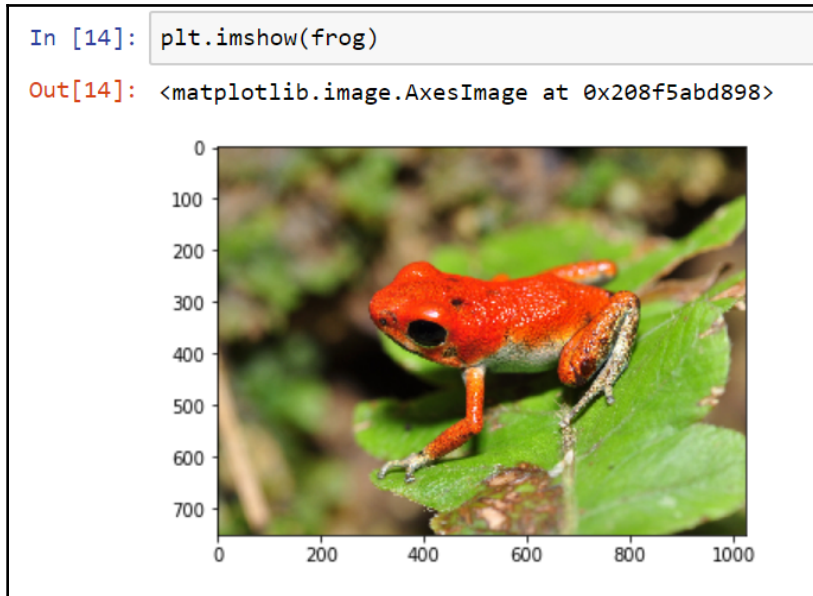 In [14]: plt.imshow(frog)
Out[14]: <matplotlib.image.AxesImage at 0x208f5abd898>
0
100
200
300
400
500
600
700
0 200 400 600 800 1000